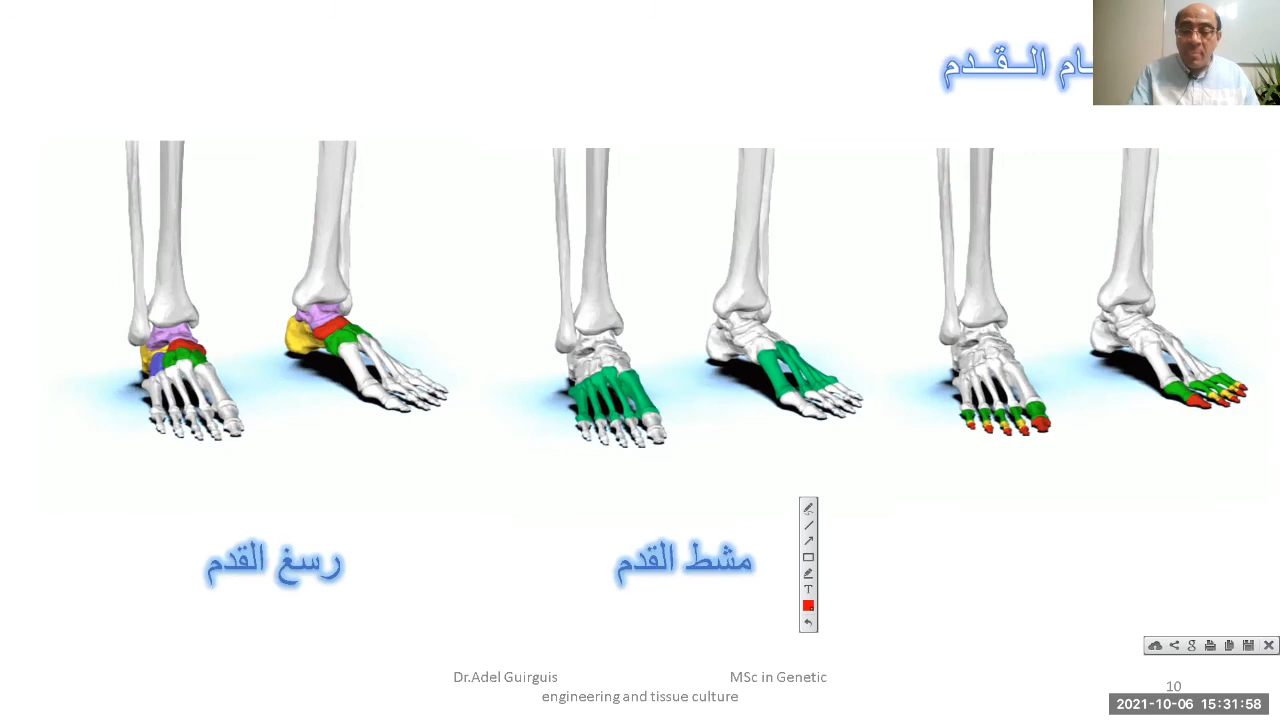 القدم
رسغ القدم
مشط القدم
Dr.Adel Guirguis MSc in Genetic
engineering and tissue culture
10
2021-10-06 15:31:58